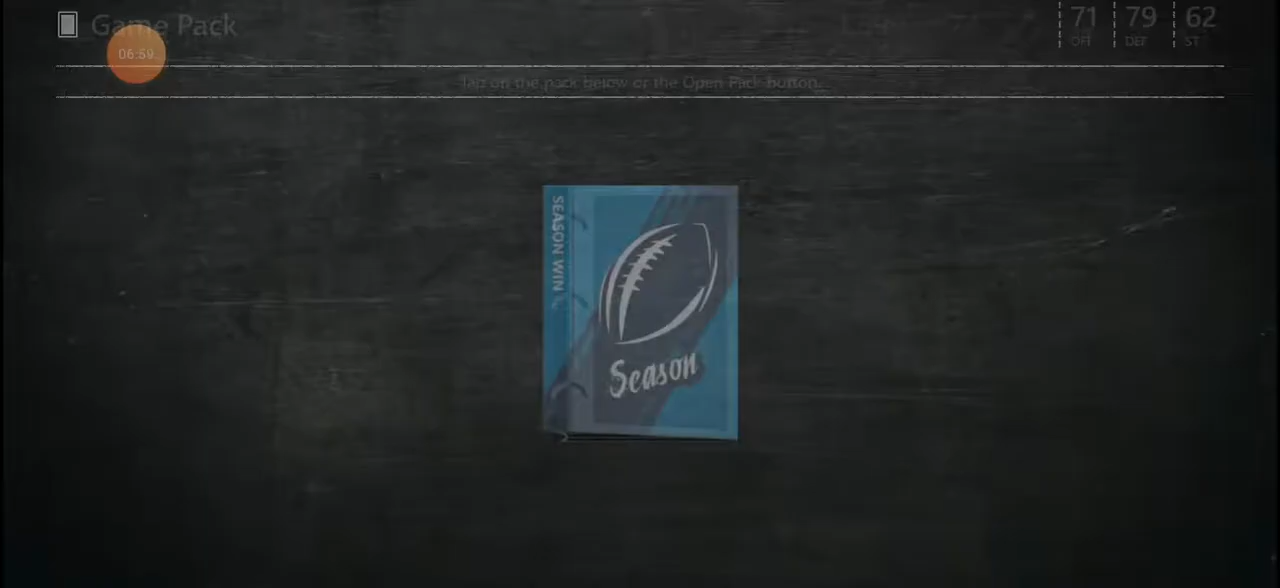 Game Pack
06:59
71 79 62
OFF DEF ST
Tap on the pack below or the Open Pack button.
SEASON WIN
Season